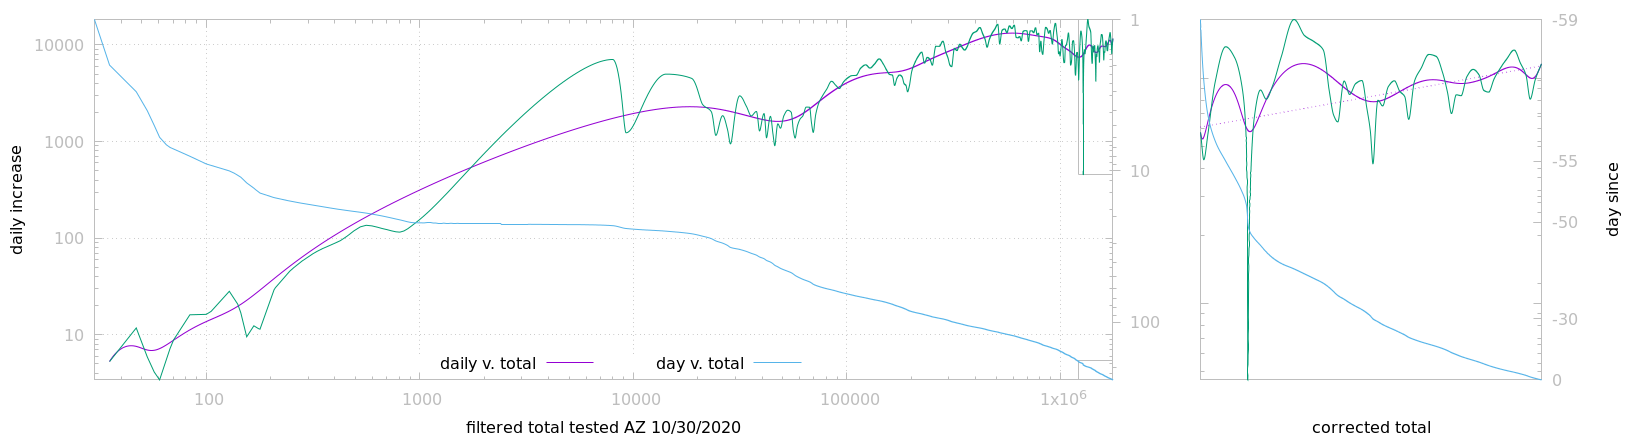 10000
1000
100
10
daily increase
100
1000
10000
100000
1x10⁶
filtered total tested AZ 10/30/2020
daily v. total
day v. total
1
10
100
-59
-55
-50
-30
0
day since
corrected total